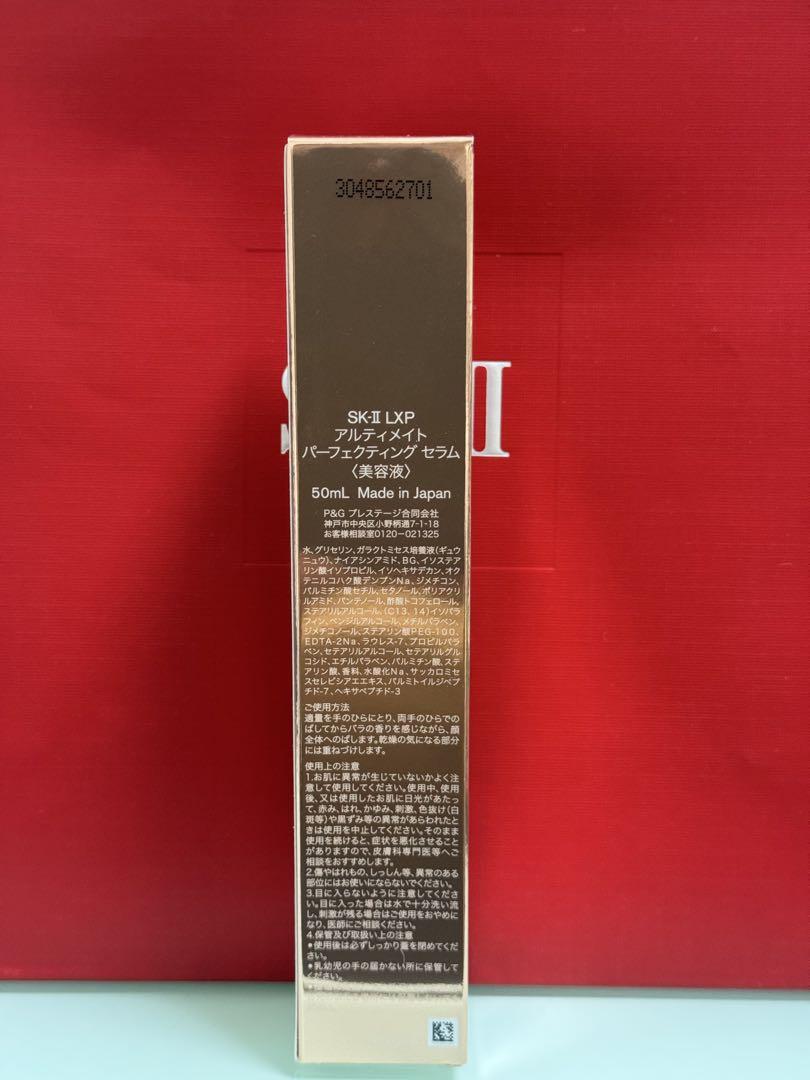 3048562701
SK-II LXP
アルティメイト
パーフェクティング セラム
〈美容液〉
50mL Made in Japan
P&G プレステージ合同会社
神戸市中央区小野柄通7-1-18
お客様相談室0120-021325
水、グリセリン、ガラクトミセス培養液(ギュウ
ニュウ)、ナイアシンアミド、BG、イソステア
リン酸イソプロピル、イソヘキサデカン、オク
テニルコハク酸デンプンNa、ジメチコン、
パルミチン酸セチル、セタノール、ポリアクリ
ルアミド、パンテノール、酢酸トコフェロール、
ステアリルアルコール、(C13, 14)イソパラ
フィン、ベンジルアルコール、メチルパラベン、
ジメチコノール、ステアリン酸PEG-100、
EDTA-2Na、ラウレス-7、プロピルパラ
ベン、セテアリルアルコール、セテアリルグル
コシド、エチルパラベン、パルミチン酸、ステ
アリン酸、香料、水酸化Na、サッカロミセ
スセレビシアエエキス、パルミトイルジペプ
チド-7、ヘキサペプチド-3
ご使用方法
適量を手のひらにとり、両手のひらでの
ばしてからバラの香りを感じながら、顔
全体へのばします。乾燥の気になる部分
には重ねづけします。
使用上の注意
1.お肌に異常が生じていないかよく注
意して使用してください。使用中、使用
後、又は使用したお肌に日光があたっ
て、赤み、はれ、かゆみ、刺激、色抜け(白
斑等)や黒ずみ等の異常があらわれたと
きは使用を中止してください。そのまま
使用を続けると、症状を悪化させること
がありますので、皮膚科専門医等へご
相談をおすすめします。
2.傷やはれもの、しっしん等、異常のある
部位にはお使いにならないでください。
3.目に入らないように注意してくださ
い。目に入った場合は水で十分洗い流
し、刺激が残る場合はご使用をおやめに
なり、医師にご相談ください。
4.保管及び取扱い上の注意
•使用後は必ずしっかり蓋を閉めてくだ
さい。
•乳幼児の手の届かない所に保管して
ください。